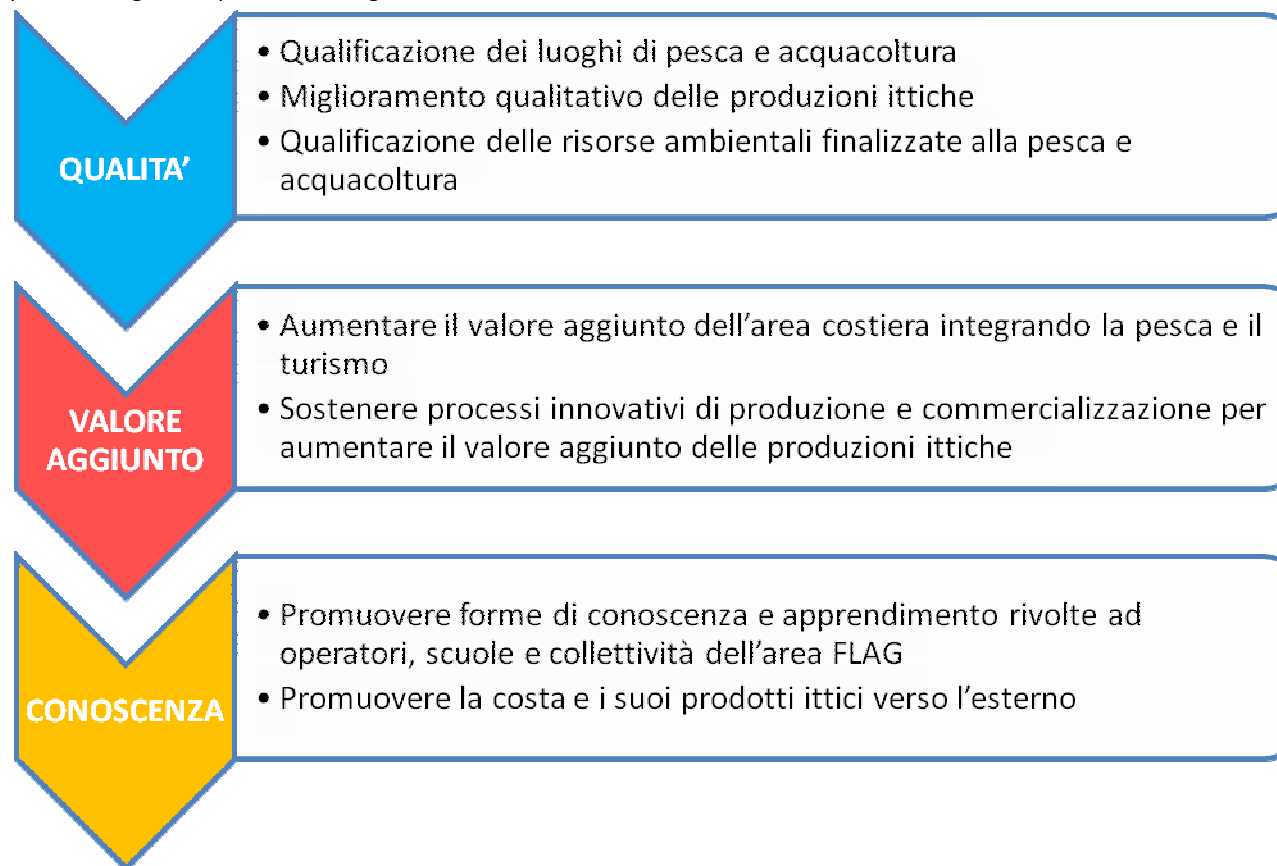 QUALITA’
• Qualificazione dei luoghi di pesca e acquacoltura
• Miglioramento qualitativo delle produzioni ittiche
• Qualificazione delle risorse ambientali finalizzate alla pesca e
acquacoltura
VALORE
AGGIUNTO
• Aumentare il valore aggiunto dell’area costiera integrando la pesca e il
turismo
• Sostenere processi innovativi di produzione e commercializzazione per
aumentare il valore aggiunto delle produzioni ittiche
CONOSCENZA
• Promuovere forme di conoscenza e apprendimento rivolte ad
operatori, scuole e collettività dell’area FLAG
• Promuovere la costa e i suoi prodotti ittici verso l’esterno